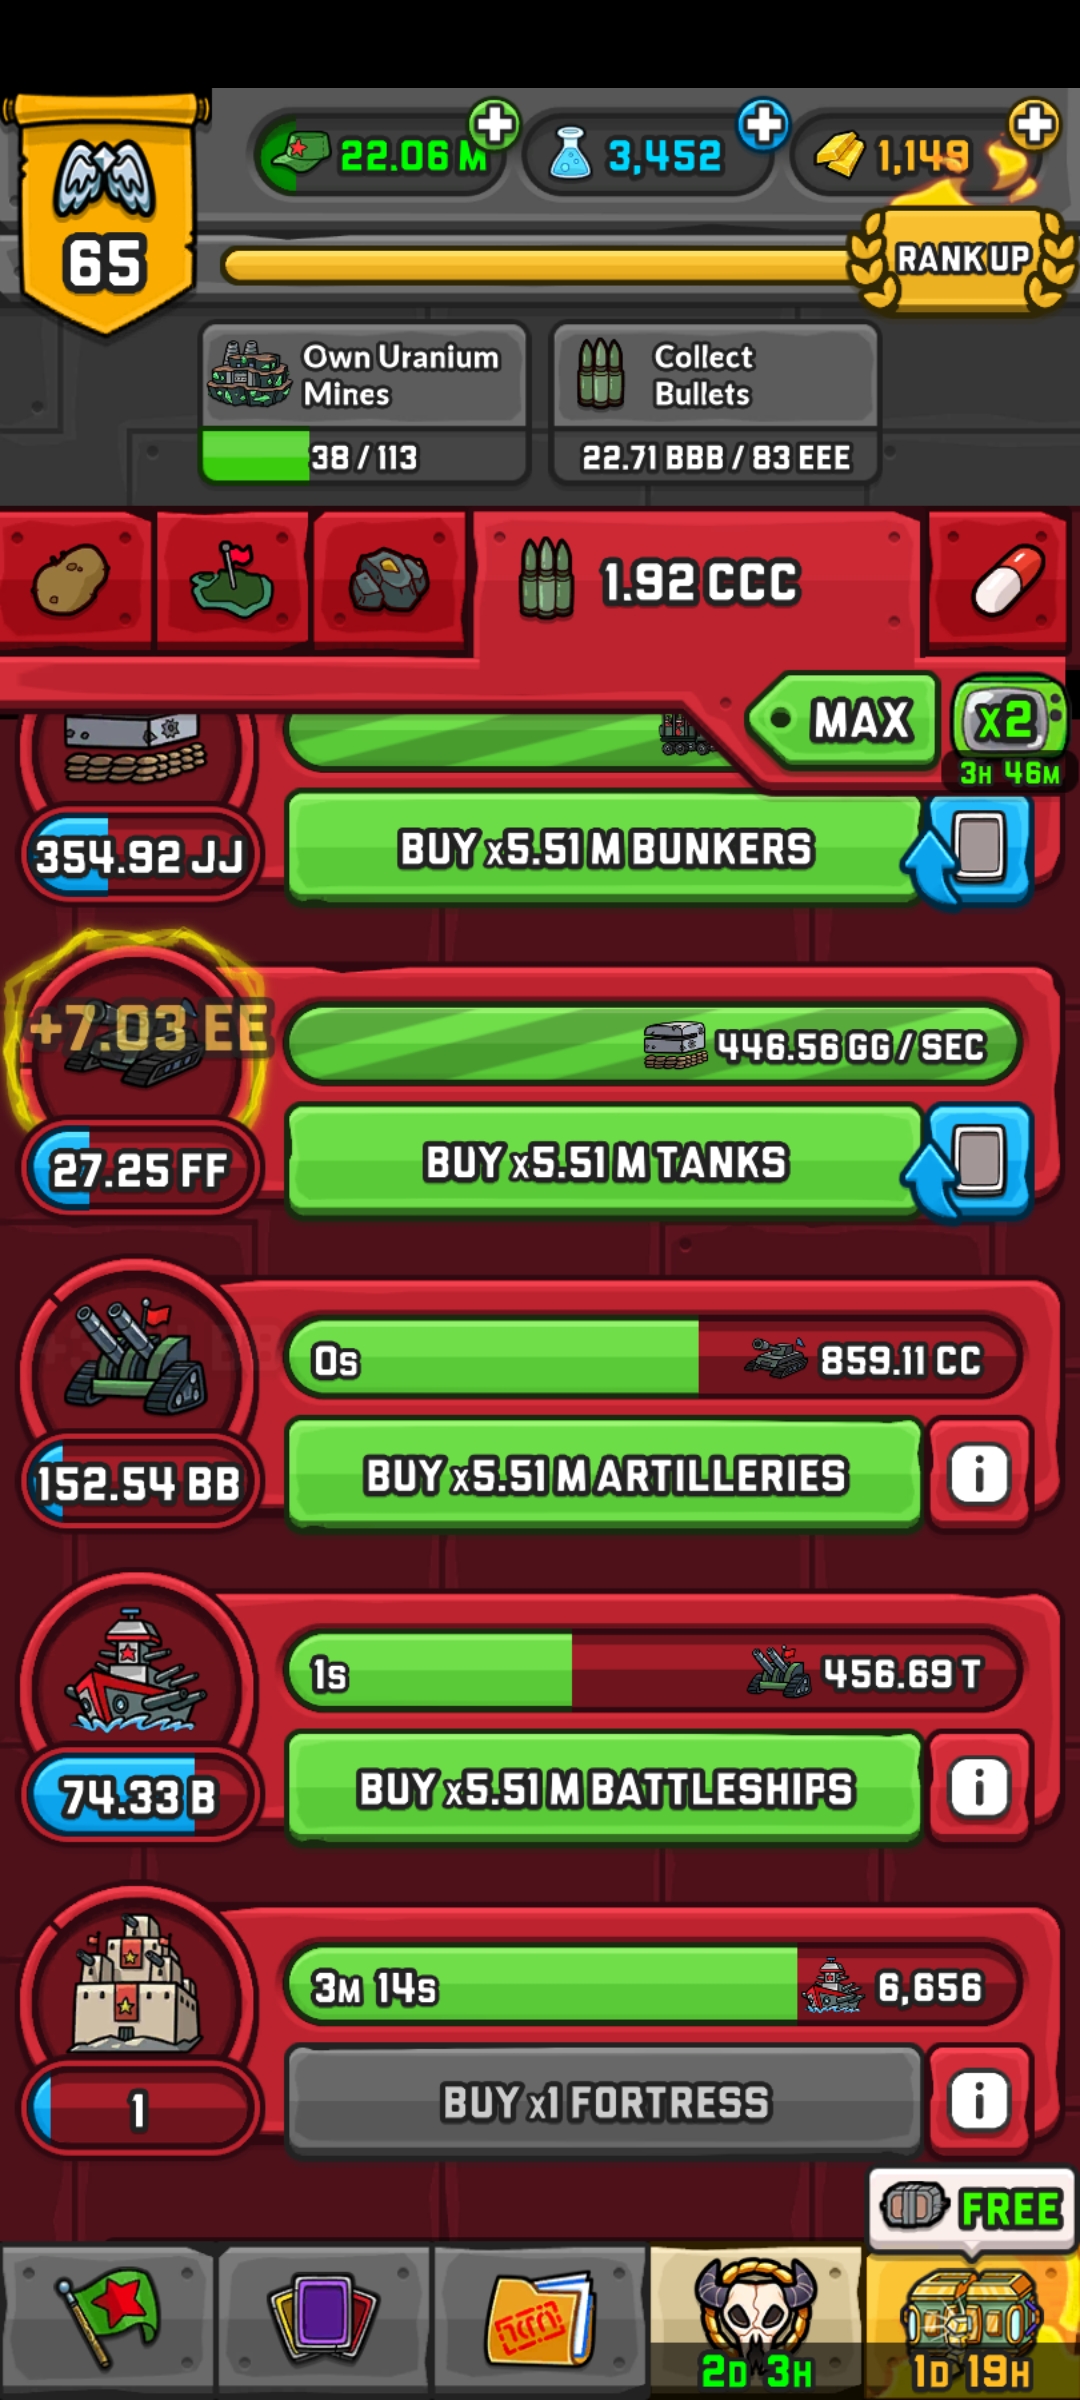 22.06 M
3,452
1,149
65
RANK UP
Own Uranium
Mines
38 / 113
Collect
Bullets
22.71 BBB / 83 EEE
1.92 CCC
MAX
x2
3H 46M
354.92 JJ
BUY x5.51 M BUNKERS
+7.03 EE
446.56 GG / SEC
27.25 FF
BUY x5.51 M TANKS
0s
859.11 CC
152.54 BB
BUY x5.51 M ARTILLERIES
i
1s
456.69 T
74.33 B
BUY x5.51 M BATTLESHIPS
i
3M 14s
6,656
1
BUY x1 FORTRESS
i
FREE
2D 3H
1D 19H